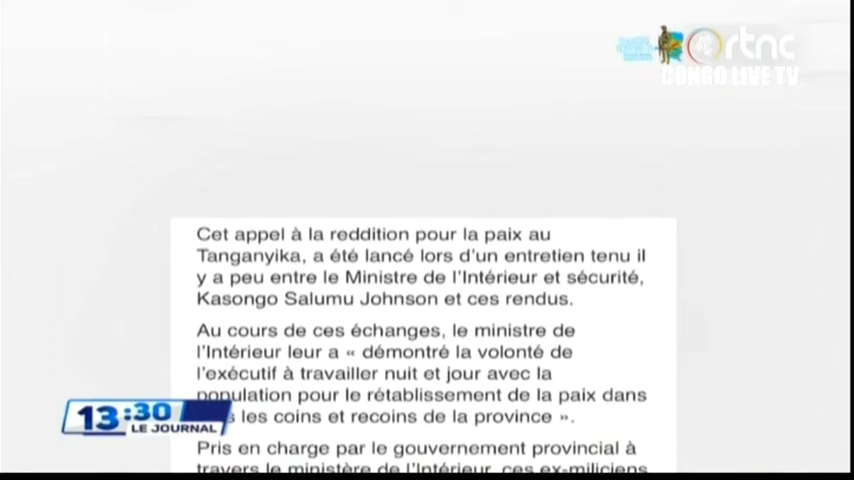 rtnc
CONGO LIVE TV
Cet appel à la reddition pour la paix au
Tanganyika, a été lancé lors d'un entretien tenu il
y a peu entre le Ministre de l'Intérieur et sécurité,
Kasongo Salumu Johnson et ces rendus.
Au cours de ces échanges, le ministre de
l'Intérieur leur a « démontré la volonté de
l'exécutif à travailler nuit et jour avec la
population pour le rétablissement de la paix dans
les coins et recoins de la province ».
13:30
LE JOURNAL
Pris en charge par le gouvernement provincial à
travers le ministère de l'Intérieur, ces ex-miliciens